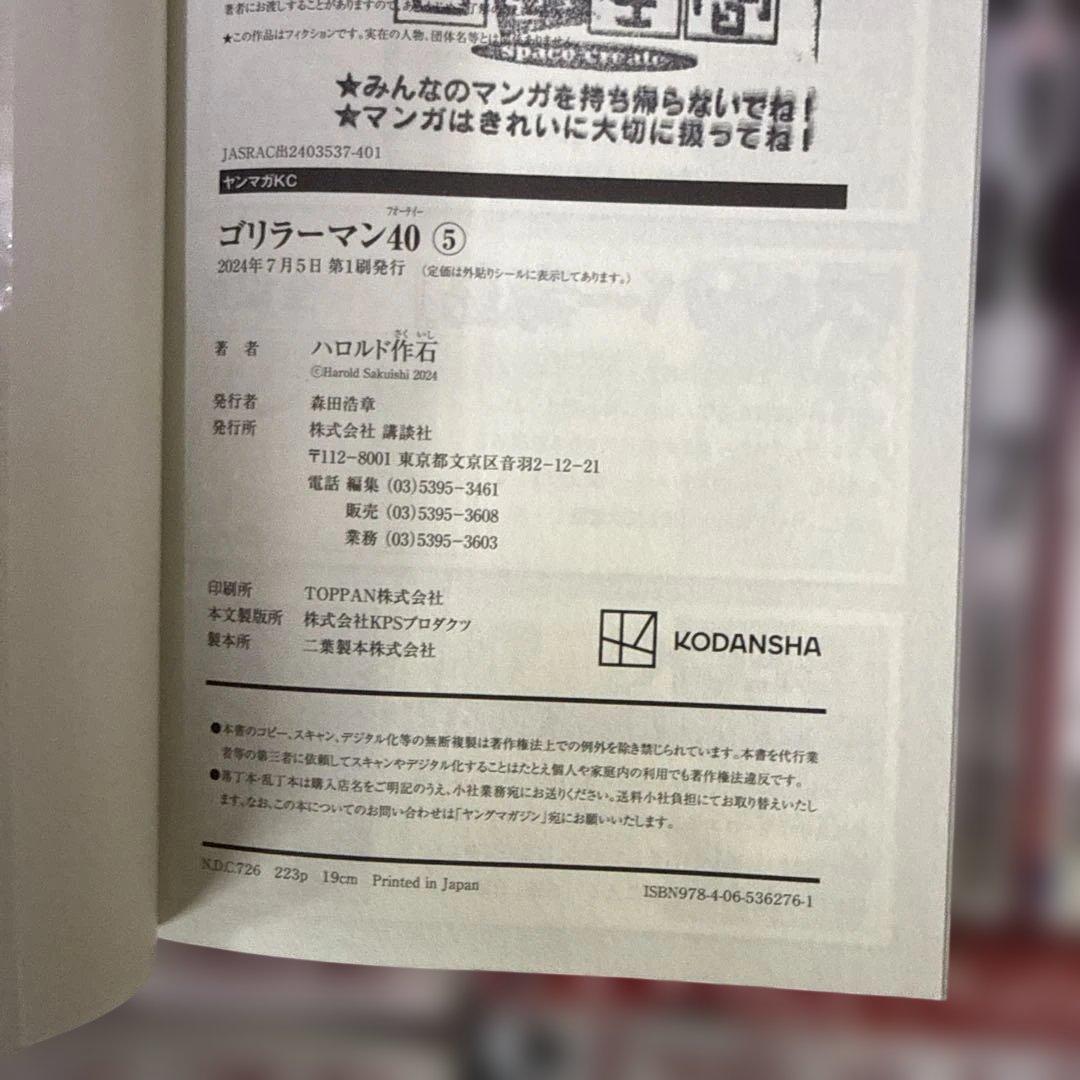 著者にお渡しすることがありますので、あ
★この作品はフィクションです。実在の人物、団体名等とは関係ありません。
space create
★みんなのマンガを持ち帰らないでね!
★マンガはきれいに大切に扱ってね!
JASRAC出2403537-401
ヤンマガKC
フォーティー
ゴリラーマン40 ⑤
2024年7月5日 第1刷発行 (定価は外貼りシールに表示してあります。)
さく いし
著 者 ハロルド作石
©Harold Sakuishi 2024
発行者 森田浩章
発行所 株式会社 講談社
〒112-8001 東京都文京区音羽2-12-21
電話 編集 (03)5395-3461
販売 (03)5395-3608
業務 (03)5395-3603
印刷所 TOPPAN株式会社
本文製版所 株式会社KPSプロダクツ
製本所 二葉製本株式会社
KODANSHA
●本書のコピー、スキャン、デジタル化等の無断複製は著作権法上での例外を除き禁じられています。本書を代行業
者等の第三者に依頼してスキャンやデジタル化することはたとえ個人や家庭内の利用でも著作権法違反です。
●落丁本・乱丁本は購入店名をご明記のうえ、小社業務宛にお送りください。送料小社負担にてお取り替えいたし
ます。なお、この本についてのお問い合わせは「ヤングマガジン」宛にお願いいたします。
N.D.C.726 223p 19cm Printed in Japan
ISBN978-4-06-536276-1